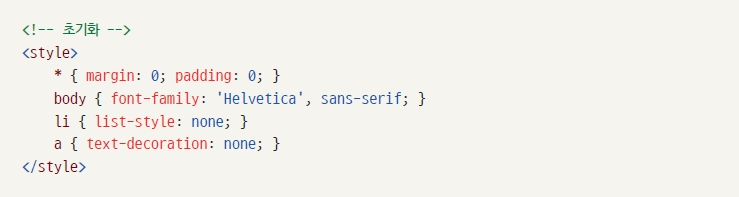 <!-- 초기화 -->
<style>
    * { margin: 0; padding: 0; }
    body { font-family: 'Helvetica', sans-serif; }
    li { list-style: none; }
    a { text-decoration: none; }
</style>